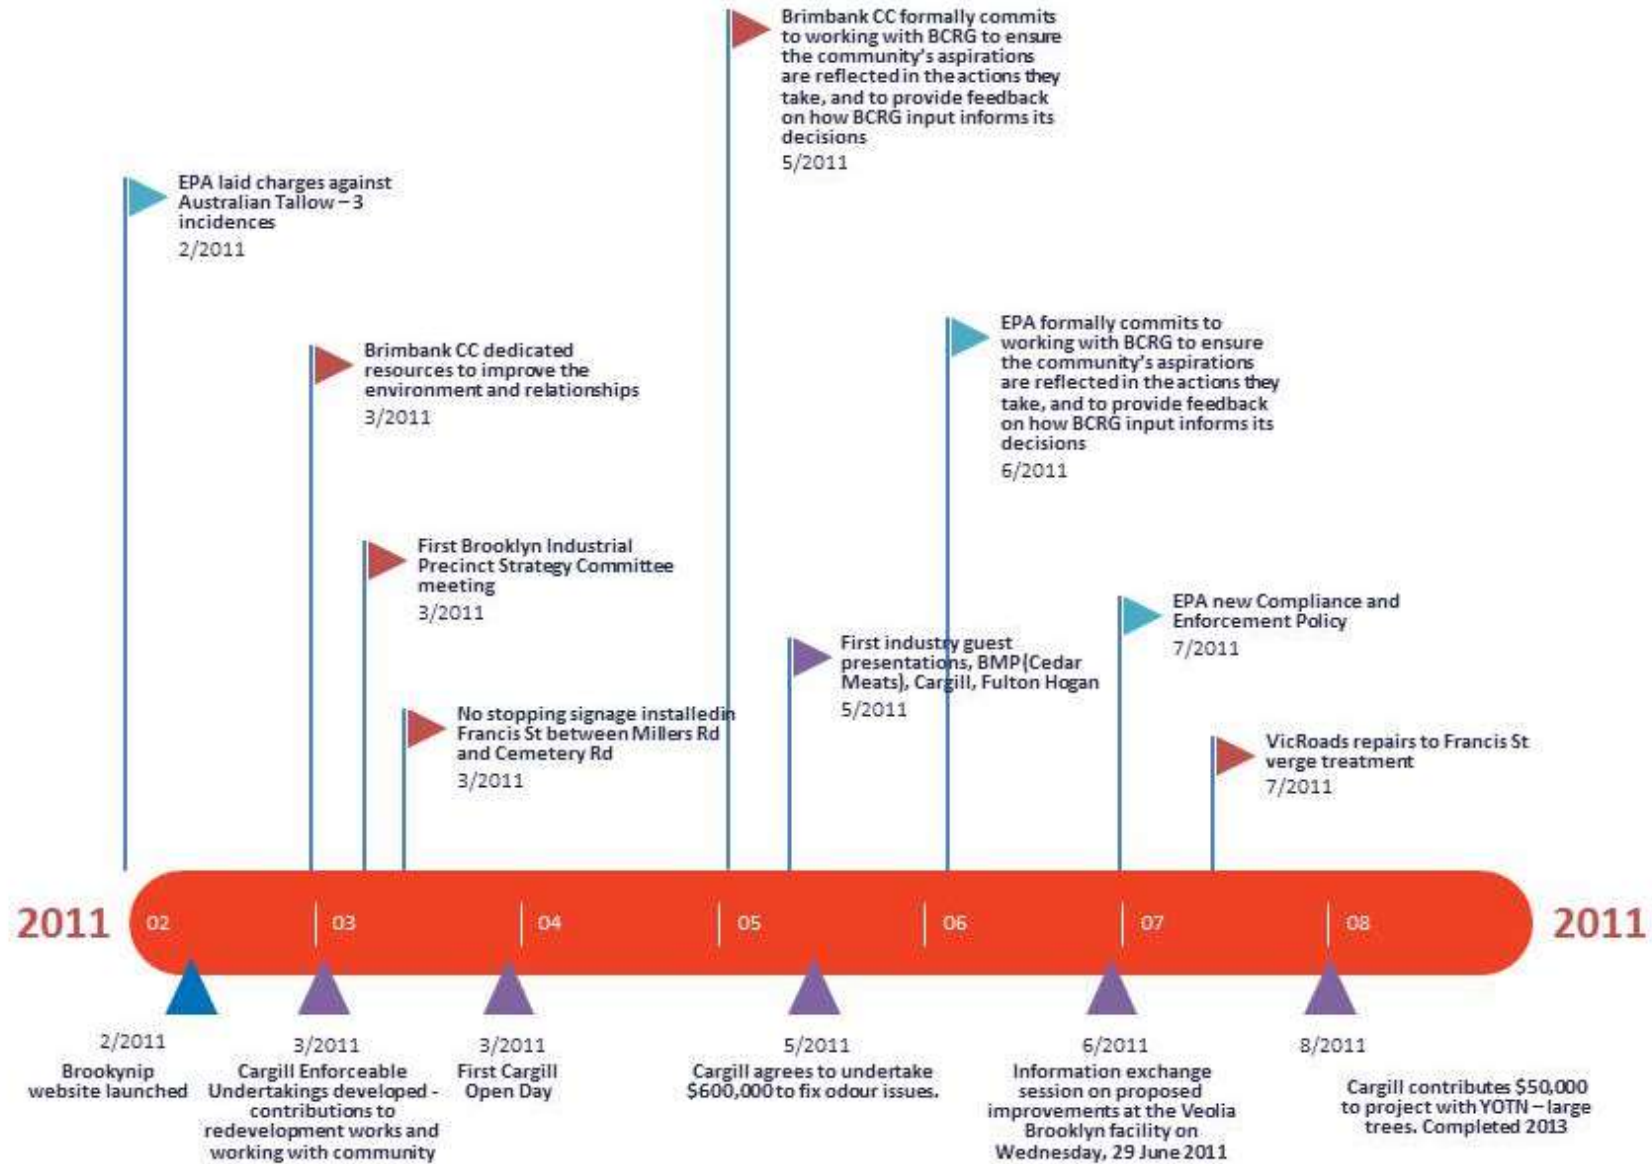 Brimbank CC formally commits
to working with BCRG to ensure
the community's aspirations
are reflected in the actions they
take, and to provide feedback
on how BCRG input informs its
decisions
5/2011
EPA laid charges against
Australian Tallow – 3
incidences
2/2011
EPA formally commits to
working with BCRG to ensure
the community's aspirations
are reflected in the actions they
take, and to provide feedback
on how BCRG input informs its
decisions
6/2011
Brimbank CC dedicated
resources to improve the
environment and relationships
3/2011
First Brooklyn Industrial
Precinct Strategy Committee
meeting
3/2011
EPA new Compliance and
Enforcement Policy
7/2011
First industry guest
presentations, BMP(Cedar
Meats), Cargill, Fulton Hogan
5/2011
No stopping signage installedin
Francis St between Millers Rd
and Cemetery Rd
3/2011
VicRoads repairs to Francis St
verge treatment
7/2011
2011 02 03 04 05 06 07 08 2011
2/2011
Brookynip
website launched
3/2011
Cargill Enforceable
Undertakings developed -
contributions to
redevelopment works and
working with community
3/2011
First Cargill
Open Day
5/2011
Cargill agrees to undertake
$600,000 to fix odour issues.
6/2011
Information exchange
session on proposed
improvements at the Veolia
Brooklyn facility on
Wednesday, 29 June 2011
8/2011
Cargill contributes $50,000
to project with YOTN – large
trees. Completed 2013